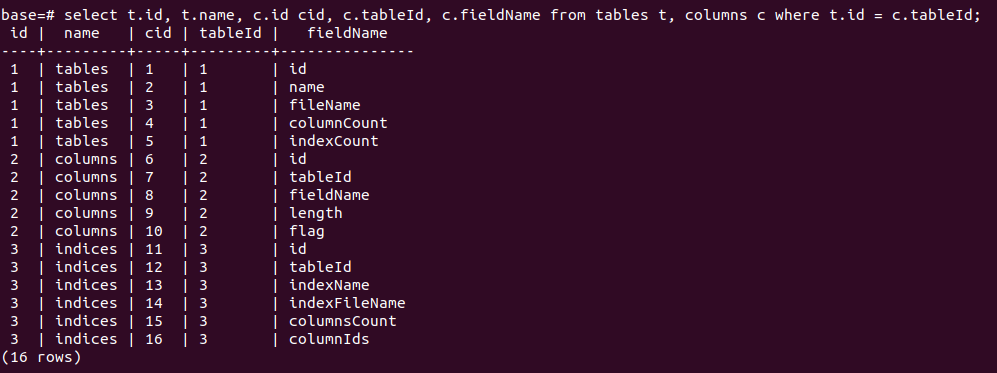 base=# select t.id, t.name, c.id cid, c.tableId, c.fieldName from tables t, columns c where t.id = c.tableId;
 id |  name   | cid | tableId |   fieldName
----+---------+-----+---------+---------------
 1  | tables  | 1   | 1       | id
 1  | tables  | 2   | 1       | name
 1  | tables  | 3   | 1       | fileName
 1  | tables  | 4   | 1       | columnCount
 1  | tables  | 5   | 1       | indexCount
 2  | columns | 6   | 2       | id
 2  | columns | 7   | 2       | tableId
 2  | columns | 8   | 2       | fieldName
 2  | columns | 9   | 2       | length
 2  | columns | 10  | 2       | flag
 3  | indices | 11  | 3       | id
 3  | indices | 12  | 3       | tableId
 3  | indices | 13  | 3       | indexName
 3  | indices | 14  | 3       | indexFileName
 3  | indices | 15  | 3       | columnsCount
 3  | indices | 16  | 3       | columnIds
(16 rows)